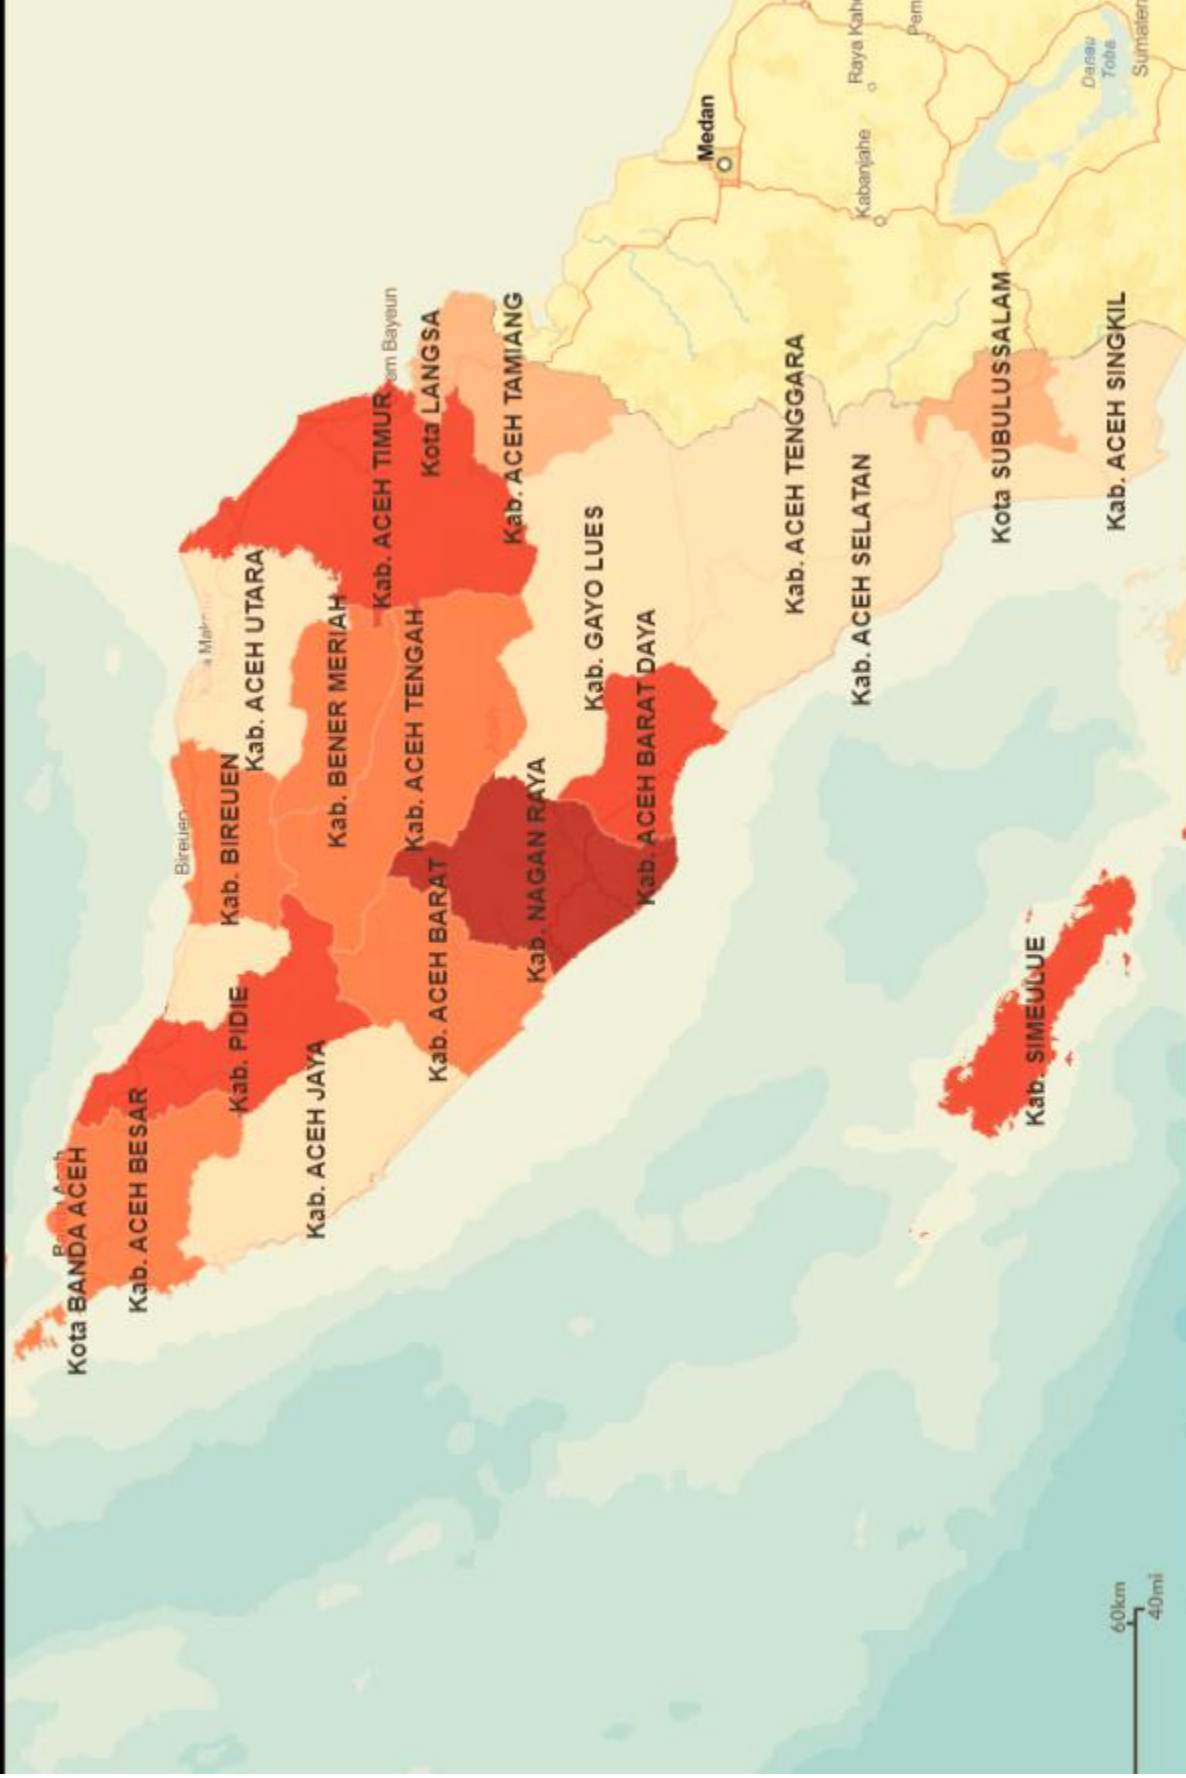 Kota BANDA ACEH
Kab. ACEH BESAR
Kab. PIDIE
Kab. ACEH JAYA
Bireuen
Kab. BIREUEN
Kab. ACEH UTARA
Kab. BENER MERIAH
Kab. ACEH TENGAH
Kab. ACEH BARAT
Kab. NAGAN RAYA
Kab. ACEH TIMUR
Kota LANGSA
Kab. ACEH TAMIANG
Kab. GAYO LUES
Kab. ACEH BARAT DAYA
Kab. ACEH TENGGARA
Kab. ACEH SELATAN
Kota SUBULUSSALAM
Kab. ACEH SINGKIL
Kab. SIMEULUE
Medan
Kabanjahe
Raya Kah
Pem
Danau
Toba
Sumater
60km
40mi